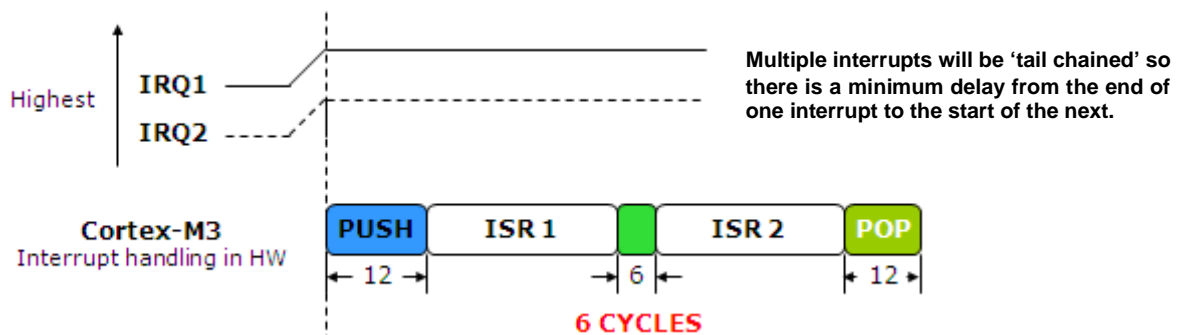 Highest
IRQ1
IRQ2
Multiple interrupts will be ‘tail chained’ so
there is a minimum delay from the end of
one interrupt to the start of the next.
Cortex-M3
Interrupt handling in HW
PUSH
ISR 1
ISR 2
POP
12
6
12
6 CYCLES